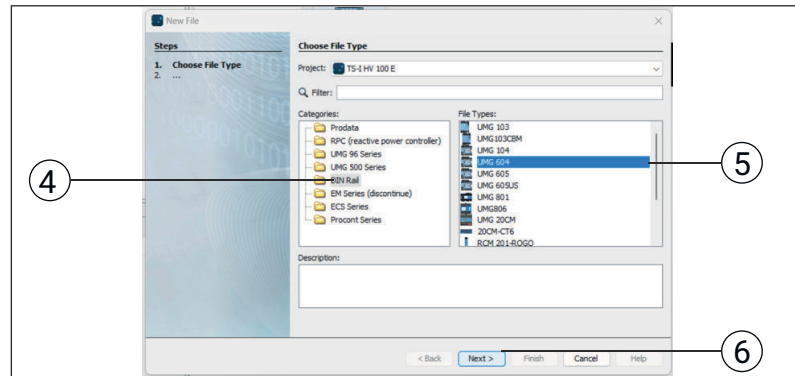 New File
Steps
1. Choose File Type
2. ...
Choose File Type
Project: TS-I HV 100 E
Filter:
Categories:
Prodata
RPC (reactive power controller)
UMG 96 Series
UMG 500 Series
DIN Rail
EM Series (discontinue)
ECS Series
Procont Series
File Types:
UMG 103
UMG103CBM
UMG 104
UMG 604
UMG 605
UMG 605US
UMG 801
UMG806
UMG 20CM
20CM-CT6
RCM 201-ROGO
Description:
< Back Next > Finish Cancel Help
4
5
6